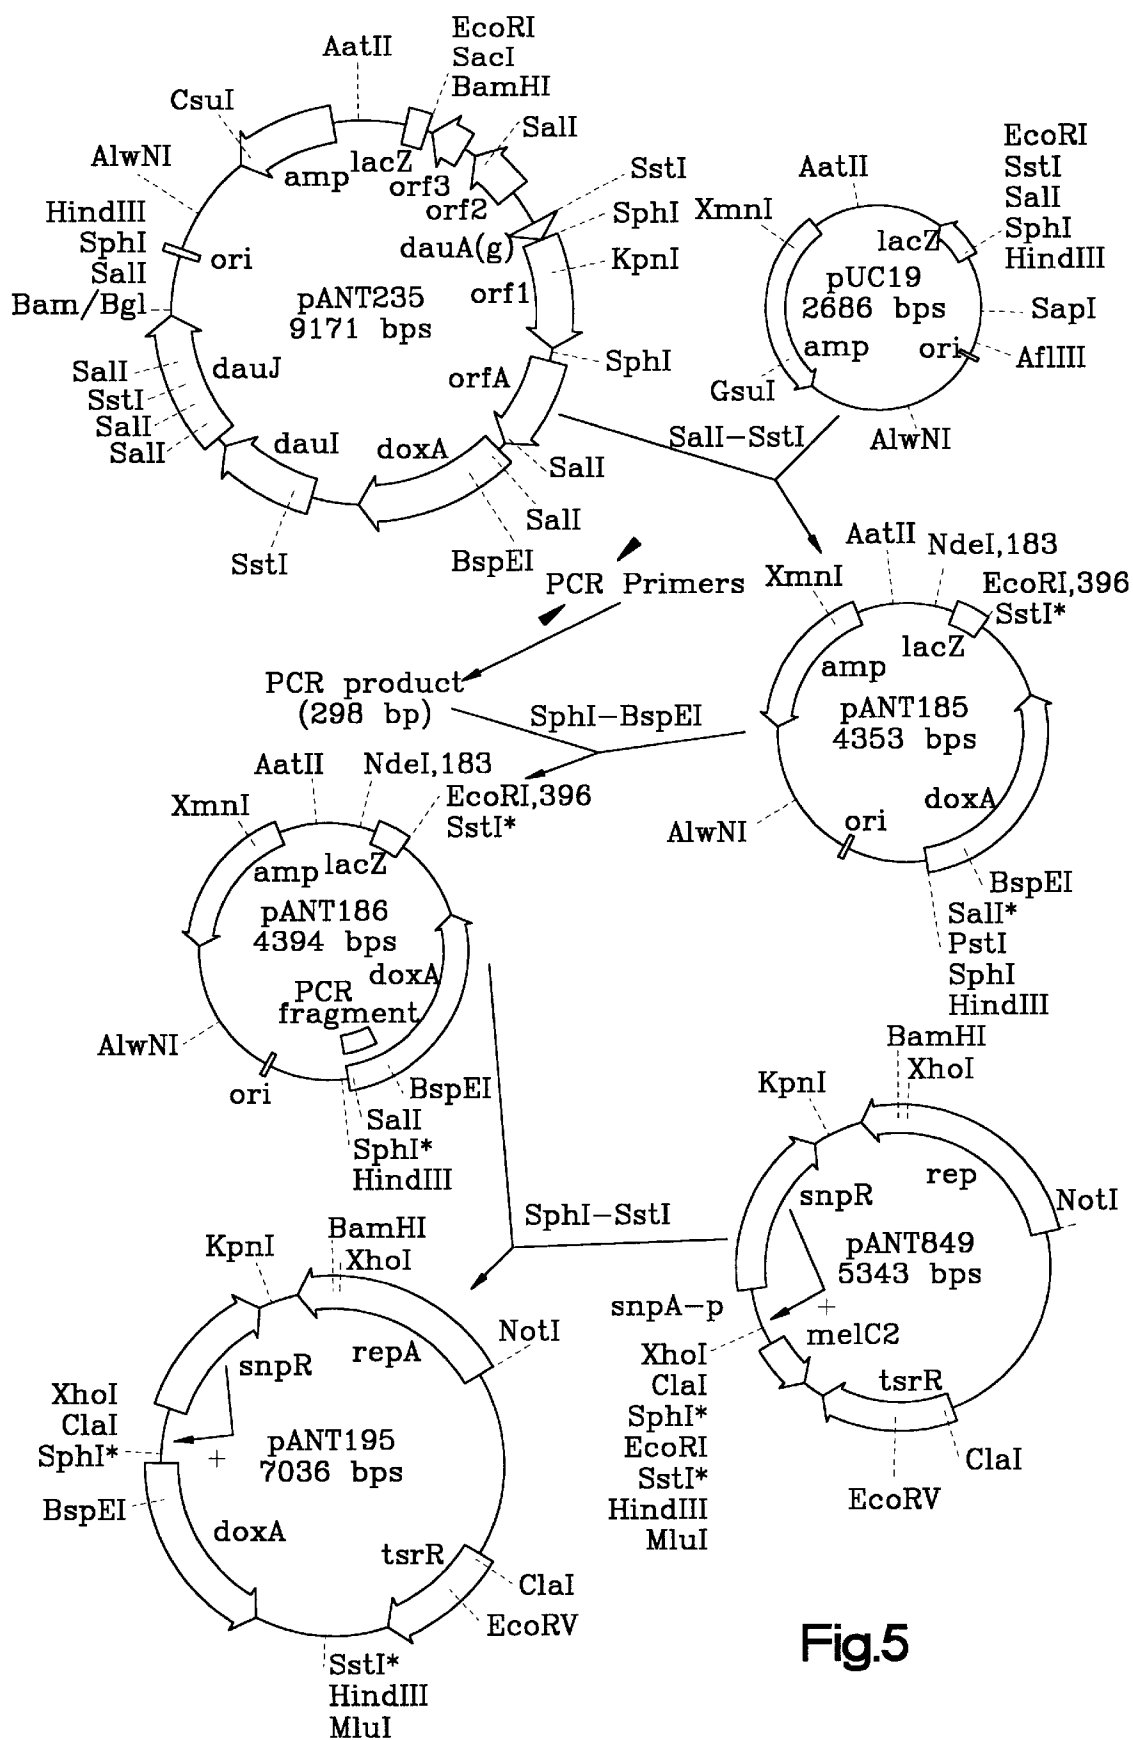 AatII
EcoRI
SacI
BamHI
CsuI
SalI
AlwNI
amp
lacZ
orf3
orf2
SstI
HindIII
SphI
SalI
Bam/Bgl
ori
dauA(g)
SphI
KpnI
pANT235
9171 bps
orf1
SphI
SalI
SstI
SalI
SalI
dauJ
orfA
dauI
doxA
SalI
SalI
SstI
BspEI
AatII
XmnI
EcoRI
SstI
SalI
SphI
HindIII
lacZ
pUC19
2686 bps
SapI
amp
ori
AflIII
GsuI
AlwNI
SalI-SstI
PCR Primers
PCR product
(298 bp)
SphI-BspEI
AatII
NdeI,183
XmnI
EcoRI,396
SstI*
lacZ
amp
pANT185
4353 bps
doxA
AlwNI
ori
BspEI
SalI*
PstI
SphI
HindIII
AatII
NdeI,183
XmnI
EcoRI,396
SstI*
amp
lacZ
pANT186
4394 bps
doxA
PCR
fragment
AlwNI
ori
BspEI
SalI
SphI*
HindIII
BamHI
XhoI
KpnI
rep
snpR
NotI
pANT849
5343 bps
SphI-SstI
snpA-p
+
melC2
XhoI
ClaI
SphI*
EcoRI
SstI*
HindIII
MluI
tsrR
ClaI
EcoRV
BamHI
XhoI
KpnI
NotI
repA
snpR
XhoI
ClaI
SphI*
+
pANT195
7036 bps
BspEI
doxA
tsrR
ClaI
EcoRV
SstI*
HindIII
MluI
Fig.5